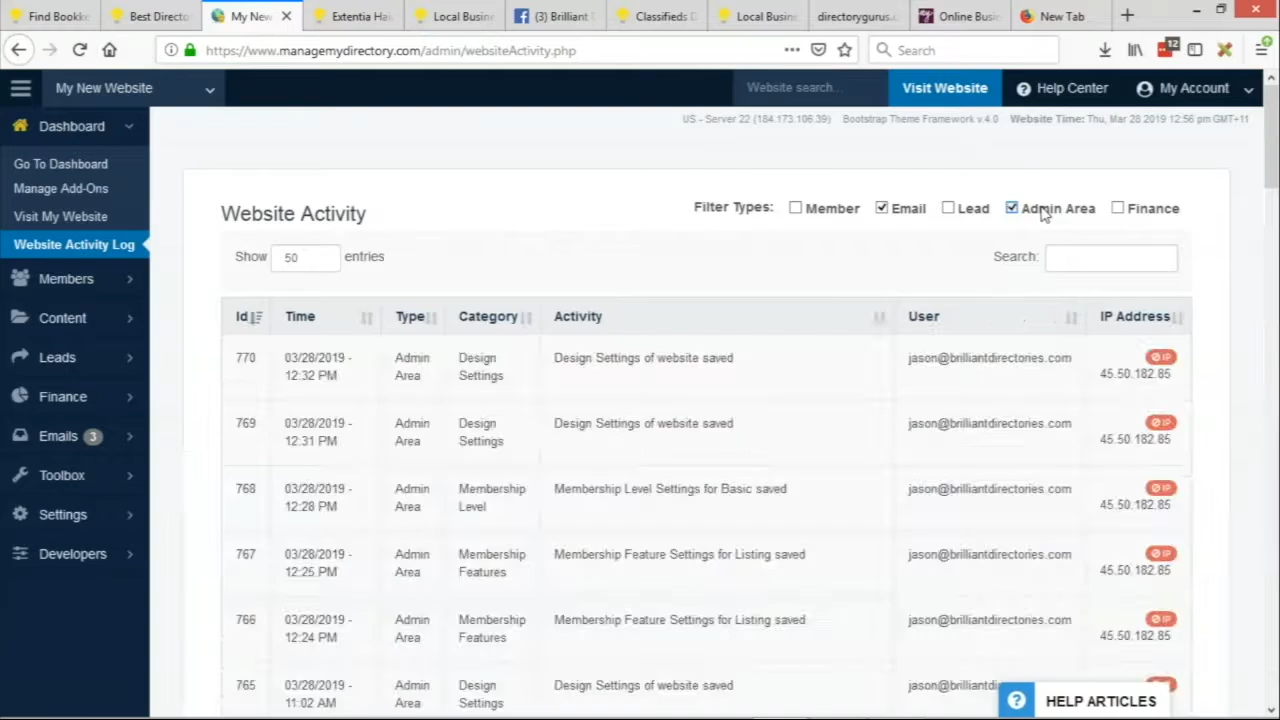 Find Bookke
Best Directo
My New
Extentia Hai
Local Busin
(3) Brilliant
Classifieds
Local Busin
directorygurus.c
Online Busi
New Tab
https://www.managemydirectory.com/admin/websiteActivity.php
Search
12
My New Website
Website search...
Visit Website
Help Center
My Account
US - Server 22 (184.173.106.39) Bootstrap Theme Framework v.4.0 Website Time: Thu, Mar 28 2019 12:56 pm GMT+11
Dashboard
Go To Dashboard
Manage Add-Ons
Visit My Website
Website Activity Log
Members
Content
Leads
Finance
Emails 3
Toolbox
Settings
Developers
Website Activity
Filter Types: Member Email Lead Admin Area Finance
Show 50 entries
Search:
Id Time Type Category Activity User IP Address
770 03/28/2019 - 12:32 PM Admin Area Design Settings Design Settings of website saved jason@brilliantdirectories.com IP 45.50.182.85
769 03/28/2019 - 12:31 PM Admin Area Design Settings Design Settings of website saved jason@brilliantdirectories.com IP 45.50.182.85
768 03/28/2019 - 12:28 PM Admin Area Membership Level Membership Level Settings for Basic saved jason@brilliantdirectories.com IP 45.50.182.85
767 03/28/2019 - 12:25 PM Admin Area Membership Features Membership Feature Settings for Listing saved jason@brilliantdirectories.com IP 45.50.182.85
766 03/28/2019 - 12:24 PM Admin Area Membership Features Membership Feature Settings for Listing saved jason@brilliantdirectories.com IP 45.50.182.85
765 03/28/2019 - 11:02 AM Admin Area Design Settings Design Settings of website saved jason@brilliantdirect
HELP ARTICLES